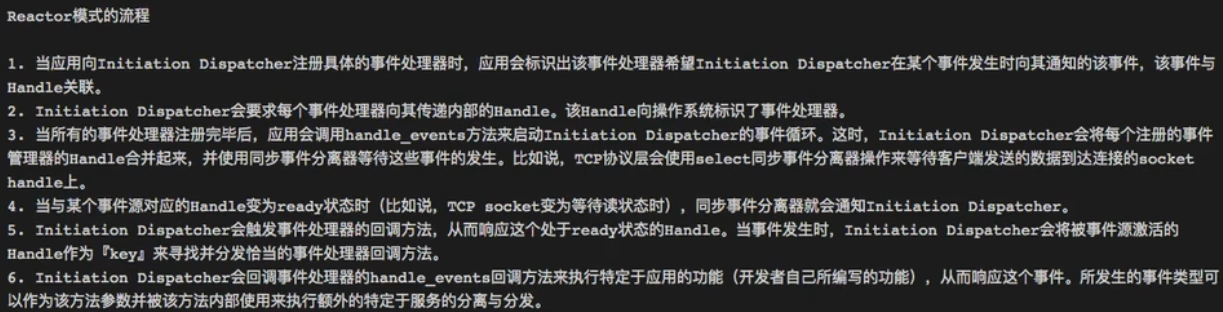 Reactor模式的流程
1. 当应用向Initiation Dispatcher注册具体的事件处理器时，应用会标识出该事件处理器希望Initiation Dispatcher在某个事件发生时向其通知的该事件，该事件与
Handle关联。
2. Initiation Dispatcher会要求每个事件处理器向其传递内部的Handle。该Handle向操作系统标识了事件处理器。
3. 当所有的事件处理器注册完毕后，应用会调用handle_events方法来启动Initiation Dispatcher的事件循环。这时，Initiation Dispatcher会将每个注册的事件
管理器的Handle合并起来，并使用同步事件分离器等待这些事件的发生。比如说，TCP协议层会使用select同步事件分离器操作来等待客户端发送的数据到达连接的socket
handle上。
4. 当与某个事件源对应的Handle变为ready状态时（比如说，TCP socket变为等待读状态时），同步事件分离器就会通知Initiation Dispatcher。
5. Initiation Dispatcher会触发事件处理器的回调方法，从而响应这个处于ready状态的Handle。当事件发生时，Initiation Dispatcher会将被事件源激活的
Handle作为『key』来寻找并分发恰当的事件处理器回调方法。
6. Initiation Dispatcher会回调事件处理器的handle_events回调方法来执行特定于应用的功能（开发者自己所编写的功能），从而响应这个事件。所发生的事件类型可
以作为该方法参数并被该方法内部使用来执行额外的特定于服务的分离与分发。